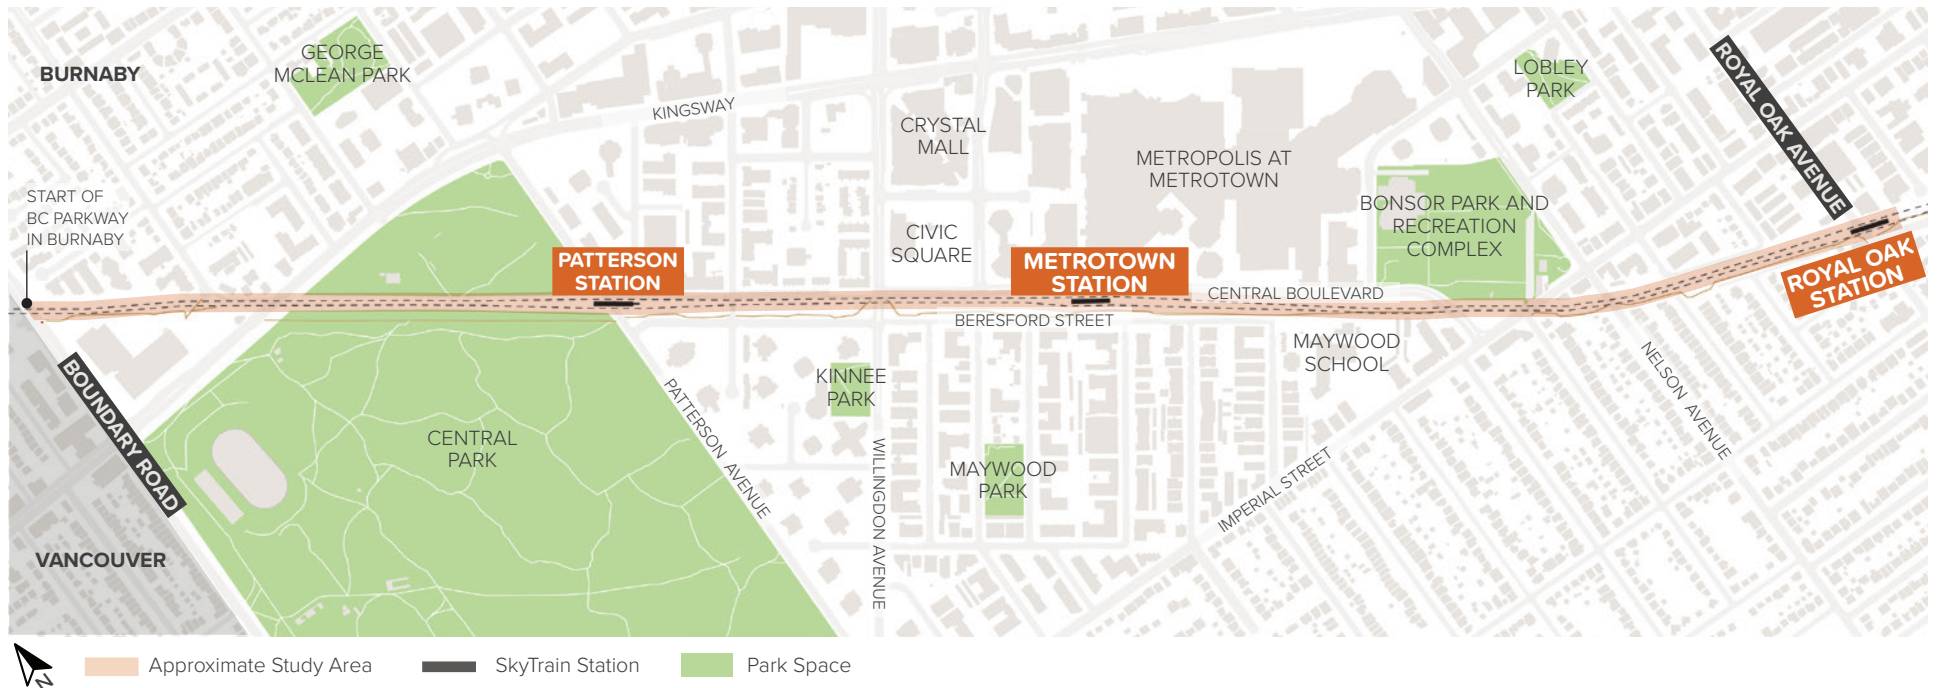 BURNABY
GEORGE
MCLEAN PARK
KINGSWAY
CRYSTAL
MALL
METROPOLIS AT
METROTOWN
LOBLEY
PARK
ROYAL OAK AVENUE
START OF
BC PARKWAY
IN BURNABY
PATTERSON
STATION
CIVIC
SQUARE
METROTOWN
STATION
BONSOR PARK AND
RECREATION
COMPLEX
CENTRAL BOULEVARD
ROYAL OAK
STATION
BERESFORD STREET
MAYWOOD
SCHOOL
BOUNDARY ROAD
PATTERSON AVENUE
KINNEE
PARK
NELSON AVENUE
CENTRAL
PARK
WILLINGDON AVENUE
MAYWOOD
PARK
IMPERIAL STREET
VANCOUVER
N
Approximate Study Area
SkyTrain Station
Park Space